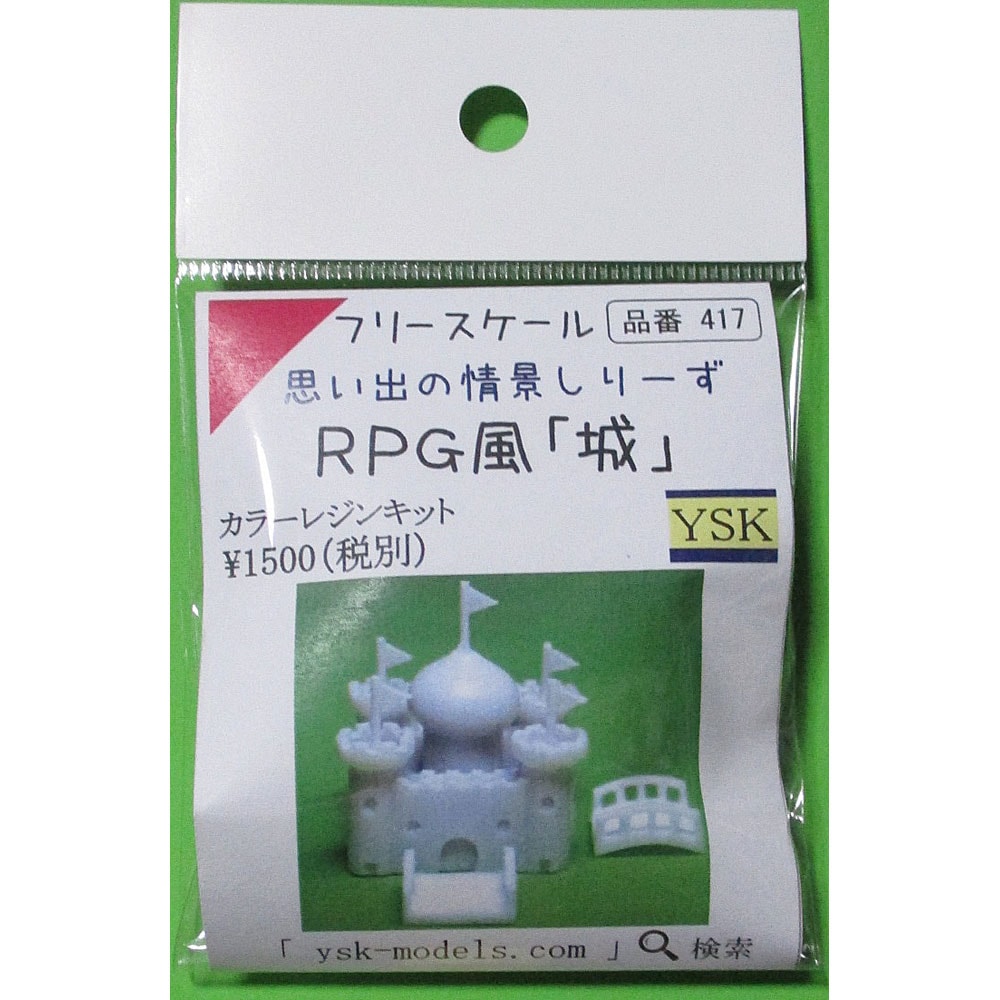 フリースケール 品番 417
思い出の情景しりーず
RPG風「城」
カラーレジンキット
¥1500(税別)
YSK
「 ysk-models.com 」 検索